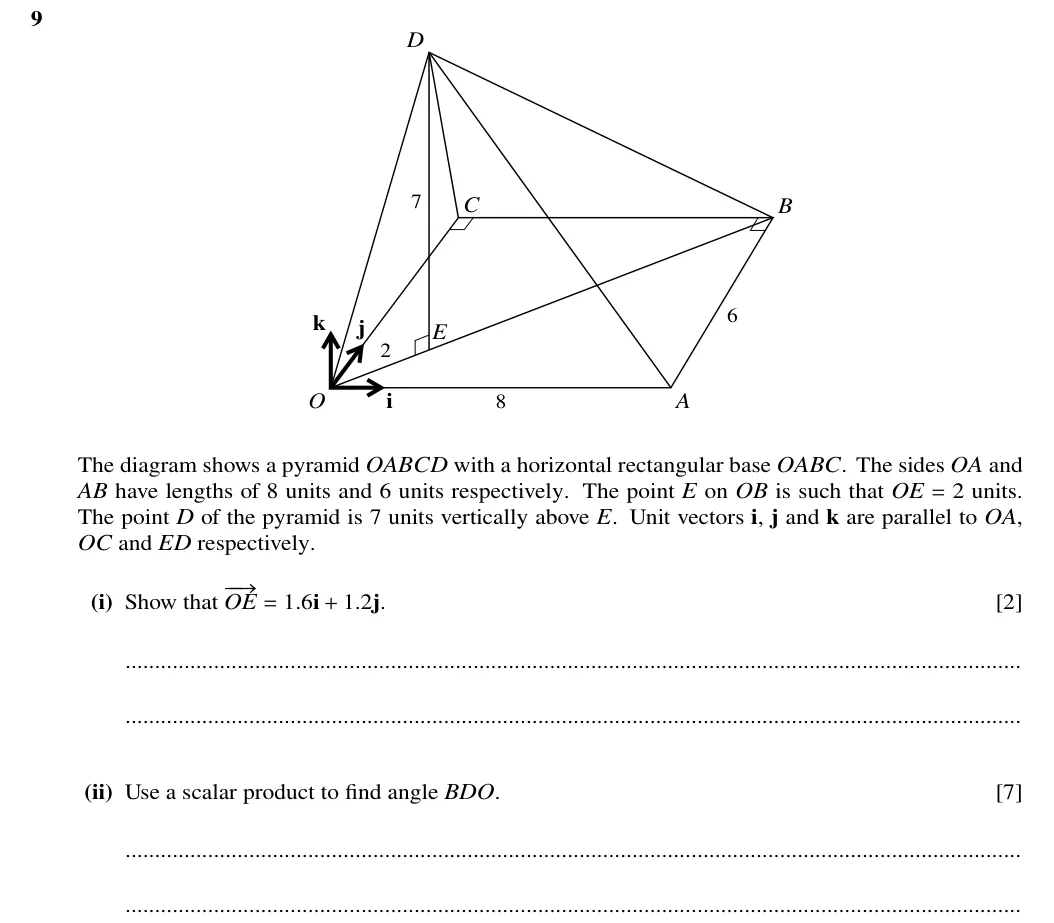 9
D
7
C
B
6
k
j
E
2
O
i
8
A
The diagram shows a pyramid OABCD with a horizontal rectangular base OABC. The sides OA and
AB have lengths of 8 units and 6 units respectively. The point E on OB is such that OE = 2 units.
The point D of the pyramid is 7 units vertically above E. Unit vectors i, j and k are parallel to OA,
OC and ED respectively.
(i) Show that \overrightarrow{OE} = 1.6i + 1.2j. [2]
(ii) Use a scalar product to find angle BDO. [7]